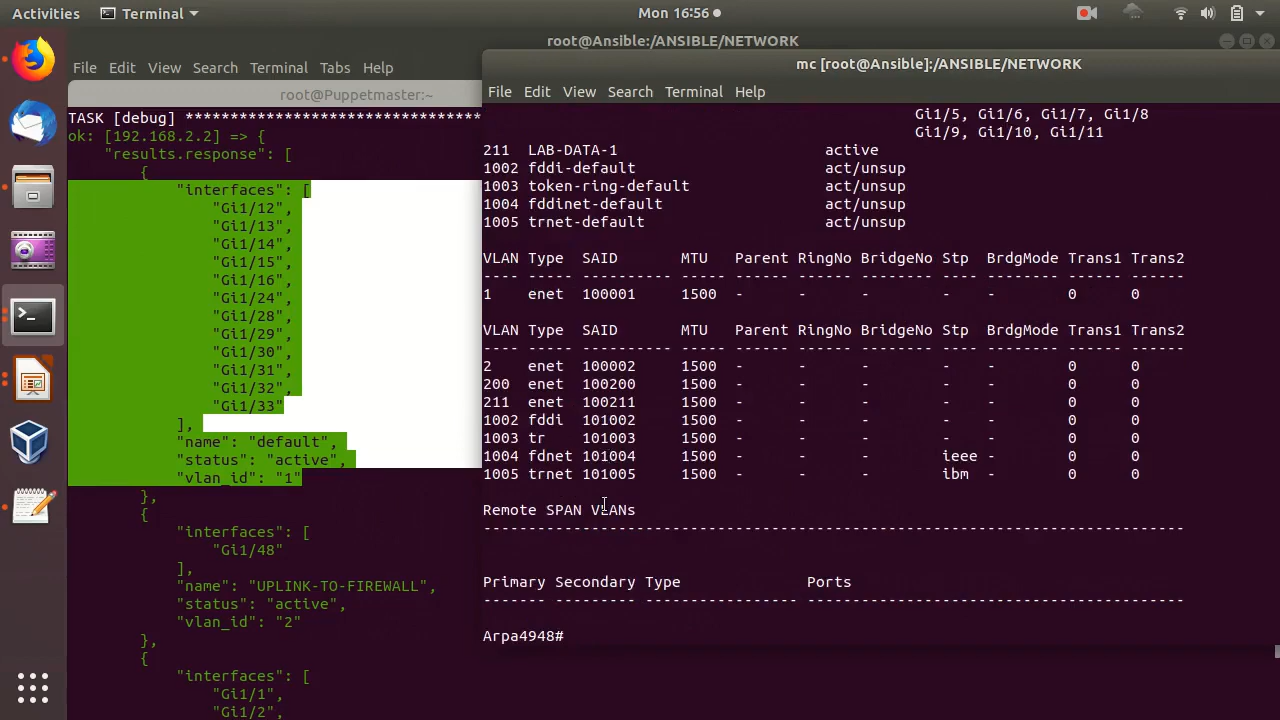 Activities Terminal Mon 16:56
root@Ansible:/ANSIBLE/NETWORK
File Edit View Search Terminal Tabs Help
root@Puppetmaster:~
TASK [debug] *********************************
ok: [192.168.2.2] => {
"results.response": [
{
"interfaces": [
"Gi1/12",
"Gi1/13",
"Gi1/14",
"Gi1/15",
"Gi1/16",
"Gi1/24",
"Gi1/28",
"Gi1/29",
"Gi1/30",
"Gi1/31",
"Gi1/32",
"Gi1/33"
],
"name": "default",
"status": "active",
"vlan_id": "1"
},
{
"interfaces": [
"Gi1/48"
],
"name": "UPLINK-TO-FIREWALL",
"status": "active",
"vlan_id": "2"
},
{
"interfaces": [
"Gi1/1",
"Gi1/2",
mc [root@Ansible]:/ANSIBLE/NETWORK
File Edit View Search Terminal Help
Gi1/5, Gi1/6, Gi1/7, Gi1/8
Gi1/9, Gi1/10, Gi1/11
211 LAB-DATA-1 active
1002 fddi-default act/unsup
1003 token-ring-default act/unsup
1004 fddinet-default act/unsup
1005 trnet-default act/unsup
VLAN Type SAID MTU Parent RingNo BridgeNo Stp BrdgMode Trans1 Trans2
---- ----- ---------- ----- ------ ------ -------- ---- -------- ------ ------
1 enet 100001 1500 - - - - - 0 0
VLAN Type SAID MTU Parent RingNo BridgeNo Stp BrdgMode Trans1 Trans2
---- ----- ---------- ----- ------ ------ -------- ---- -------- ------ ------
2 enet 100002 1500 - - - - - 0 0
200 enet 100200 1500 - - - - - 0 0
211 enet 100211 1500 - - - - - 0 0
1002 fddi 101002 1500 - - - - - 0 0
1003 tr 101003 1500 - - - - - 0 0
1004 fdnet 101004 1500 - - - ieee - 0 0
1005 trnet 101005 1500 - - - ibm - 0 0
Remote SPAN VLANs
------------------------------------------------------------------------------
Primary Secondary Type Ports
------- --------- ---------------- ------------------------------------------
Arpa4948#